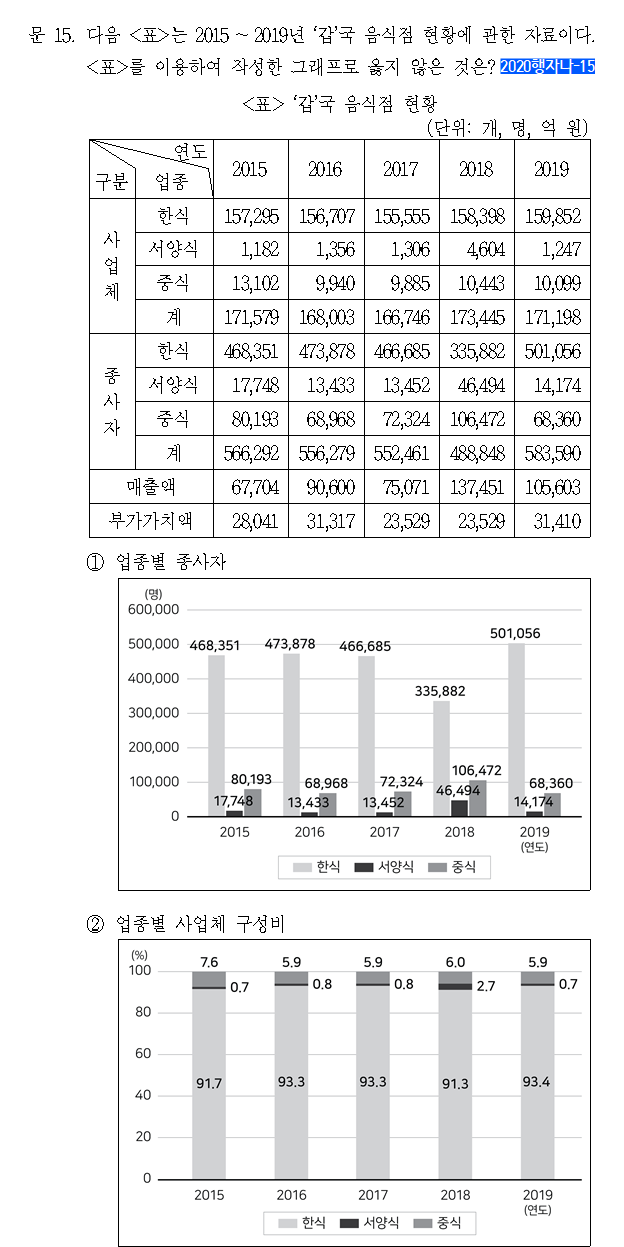 문 15. 다음 <표>는 2015 ~ 2019년 ‘갑’국 음식점 현황에 관한 자료이다.
<표>를 이용하여 작성한 그래프로 옳지 않은 것은? 2020행자나-15
<표> ‘갑’국 음식점 현황
(단위: 개, 명, 억 원)
구분 업종 연도 2015 2016 2017 2018 2019
사업체 한식 157,295 156,707 155,555 158,398 159,852
서양식 1,182 1,356 1,306 4,604 1,247
중식 13,102 9,940 9,885 10,443 10,099
계 171,579 168,003 166,746 173,445 171,198
종사자 한식 468,351 473,878 466,685 335,882 501,056
서양식 17,748 13,433 13,452 46,494 14,174
중식 80,193 68,968 72,324 106,472 68,360
계 566,292 556,279 552,461 488,848 583,590
매출액 67,704 90,600 75,071 137,451 105,603
부가가치액 28,041 31,317 23,529 23,529 31,410
① 업종별 종사자
(명)
600,000
500,000
400,000
300,000
200,000
100,000
0
468,351 473,878 466,685 335,882 501,056
17,748 13,433 13,452 46,494 14,174
80,193 68,968 72,324 106,472 68,360
2015 2016 2017 2018 2019
(연도)
한식 서양식 중식
② 업종별 사업체 구성비
(%)
100
80
60
40
20
0
7.6 5.9 5.9 6.0 5.9
0.7 0.8 0.8 2.7 0.7
91.7 93.3 93.3 91.3 93.4
2015 2016 2017 2018 2019
(연도)
한식 서양식 중식